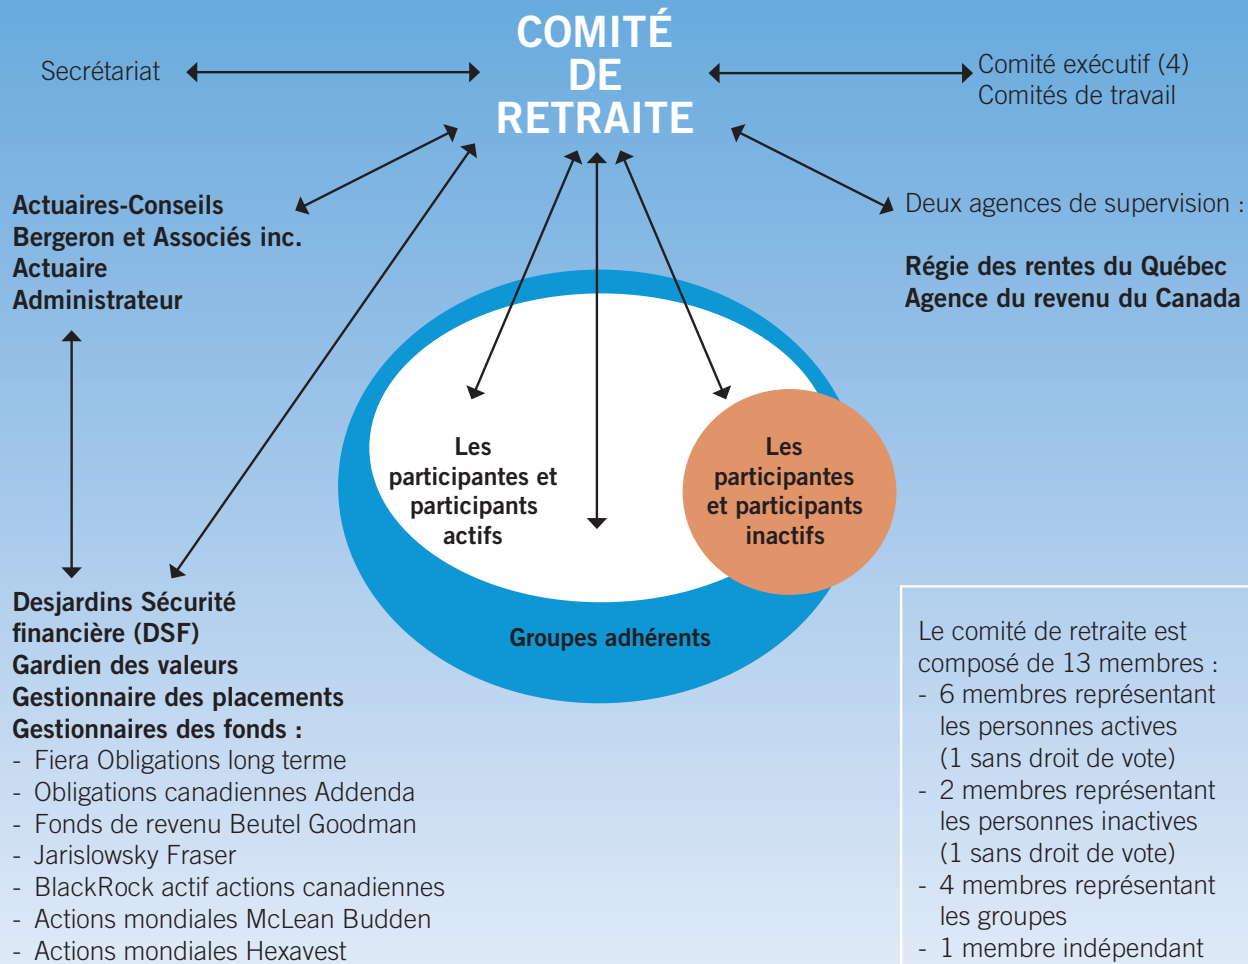 COMITÉ
DE
RETRAITE
Secrétariat
Comité exécutif (4)
Comités de travail
Actuaires-Conseils
Bergeron et Associés inc.
Actuaire
Administrateur
Deux agences de supervision :
Régie des rentes du Québec
Agence du revenu du Canada
Les
participantes et
participants
actifs
Les
participantes
et participants
inactifs
Groupes adhérents
Desjardins Sécurité
financière (DSF)
Gardien des valeurs
Gestionnaire des placements
Gestionnaires des fonds :
- Fiera Obligations long terme
- Obligations canadiennes Addenda
- Fonds de revenu Beutel Goodman
- Jarislowsky Fraser
- BlackRock actif actions canadiennes
- Actions mondiales McLean Budden
- Actions mondiales Hexavest
Le comité de retraite est
composé de 13 membres :
- 6 membres représentant
les personnes actives
(1 sans droit de vote)
- 2 membres représentant
les personnes inactives
(1 sans droit de vote)
- 4 membres représentant
les groupes
- 1 membre indépendant